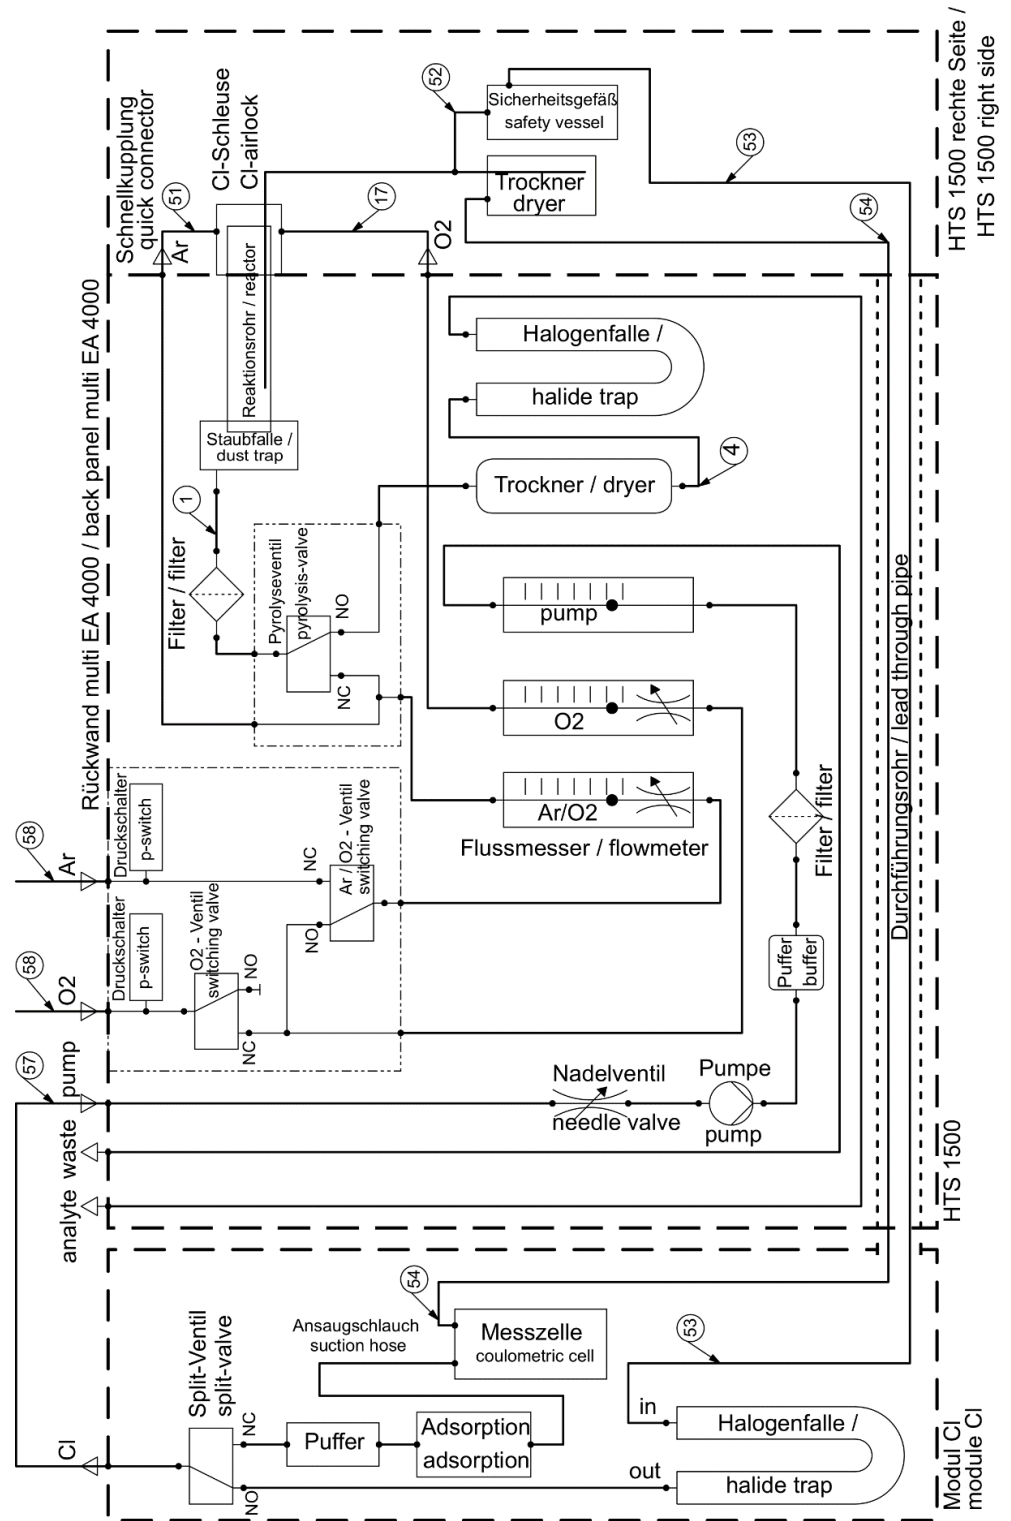 HTS 1500 rechte Seite /
HTS 1500 right side
Schnellkupplung
quick connector
Ar
51
Cl-Schleuse
Cl-airlock
17
52
O2
Sicherheitsgefäß
safety vessel
Trockner
dryer
53
54
Rückwand multi EA 4000 / back panel multi EA 4000
Reaktionsrohr / reactor
Staubfalle /
dust trap
1
Filter / filter
Halogenfalle /
halide trap
4
Trockner / dryer
Pyrolyseventil
pyrolysis-valve
NO
NC
pump
O2
Ar/O2
Flussmesser / flowmeter
Filter / filter
Puffer
buffer
Durchführungsrohr / lead through pipe
58
Ar
Druckschalter
p-switch
NC
Ar / O2 - Ventil
switching valve
NO
58
O2
Druckschalter
p-switch
O2 - Ventil
switching valve
NO
NC
57
pump
Nadelventil
needle valve
Pumpe
pump
waste
analyte
HTS 1500
Cl
Split-Ventil
split-valve
NC
NO
Ansaugschlauch
suction hose
54
Messzelle
coulometric cell
Puffer
Adsorption
adsorption
53
in
out
Halogenfalle /
halide trap
Modul Cl
module Cl